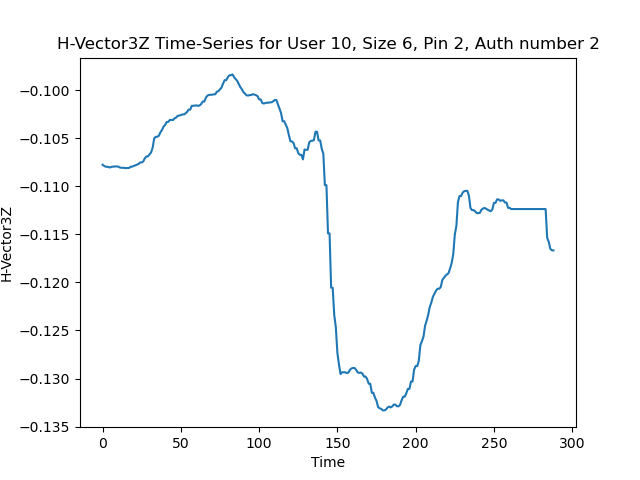 H-Vector3Z Time-Series for User 10, Size 6, Pin 2, Auth number 2
−0.100
−0.105
−0.110
−0.115
−0.120
−0.125
−0.130
−0.135
H-Vector3Z
0 50 100 150 200 250 300
Time